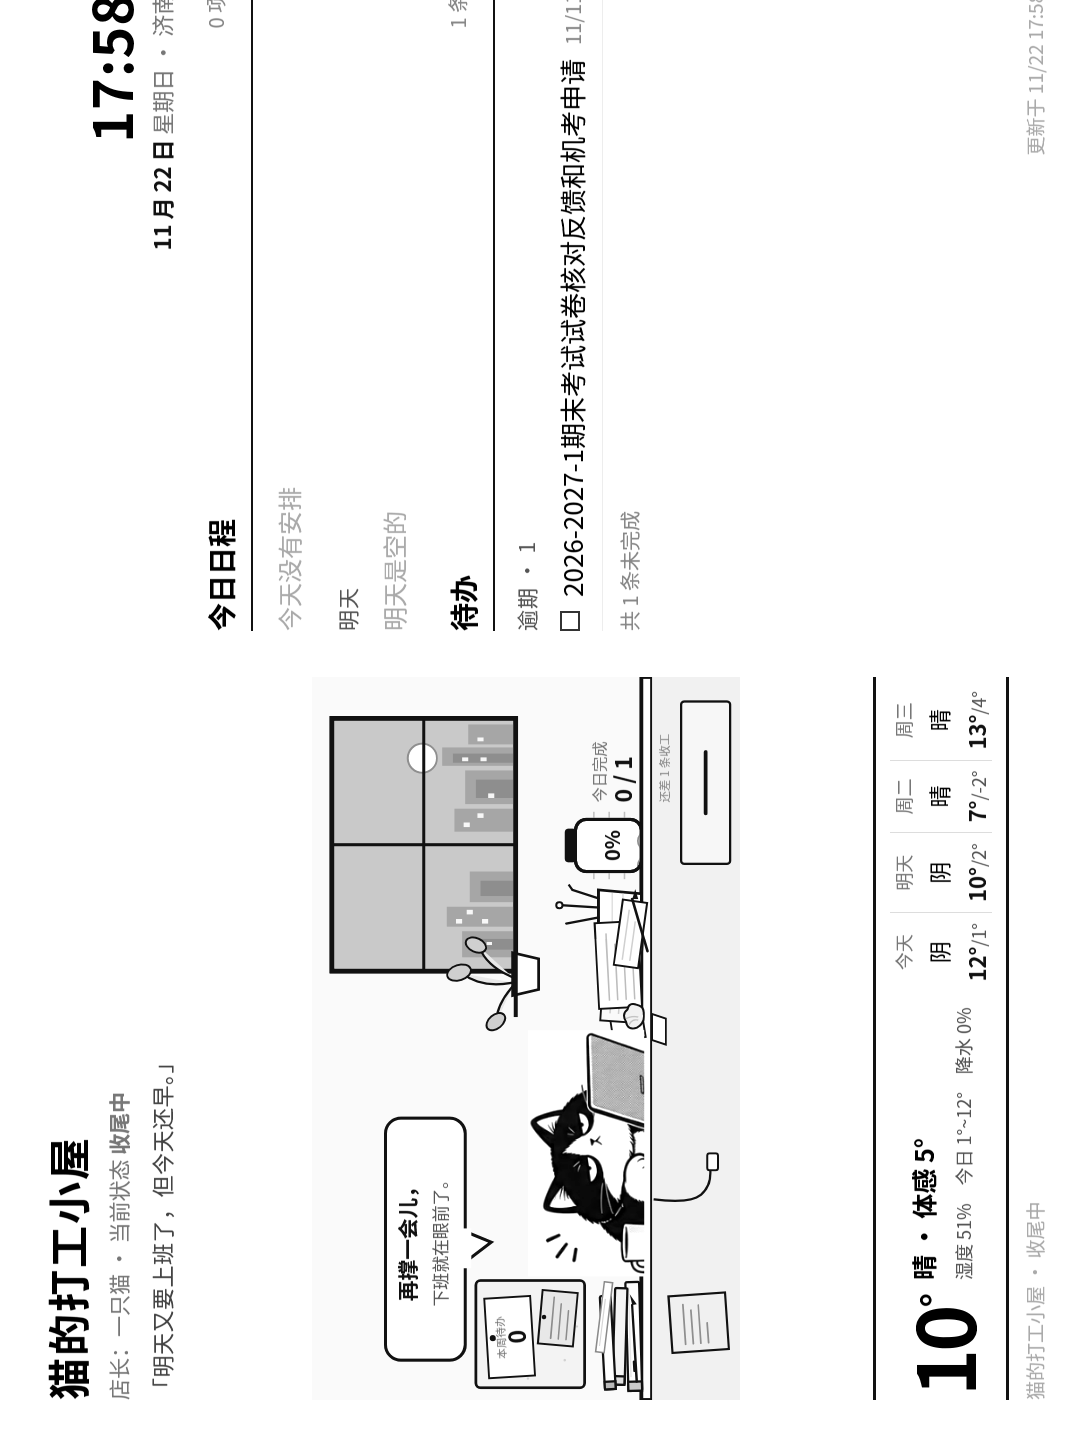 猫的打工小屋
店长：一只猫 · 当前状态 收尾中
「明天又要上班了，但今天还早。」
再撑一会儿，
下班就在眼前了。
本周待办
0
0%
今日完成
0 / 1
还差 1 条收工
10° 晴 · 体感 5°
湿度 51% 今日 1°~12° 降水 0%
今天 明天 周二 周三
阴 阴 晴 晴
12°/1° 10°/2° 7°/-2° 13°/4°
猫的打工小屋 · 收尾中
17:58
11 月 22 日 星期日 · 济南
今日日程 0 项
今天没有安排
明天
明天是空的
待办 1 条
逾期 · 1
2026-2027-1期末考试试卷核对反馈和机考申请
共 1 条未完成
更新于 11/22 17:58